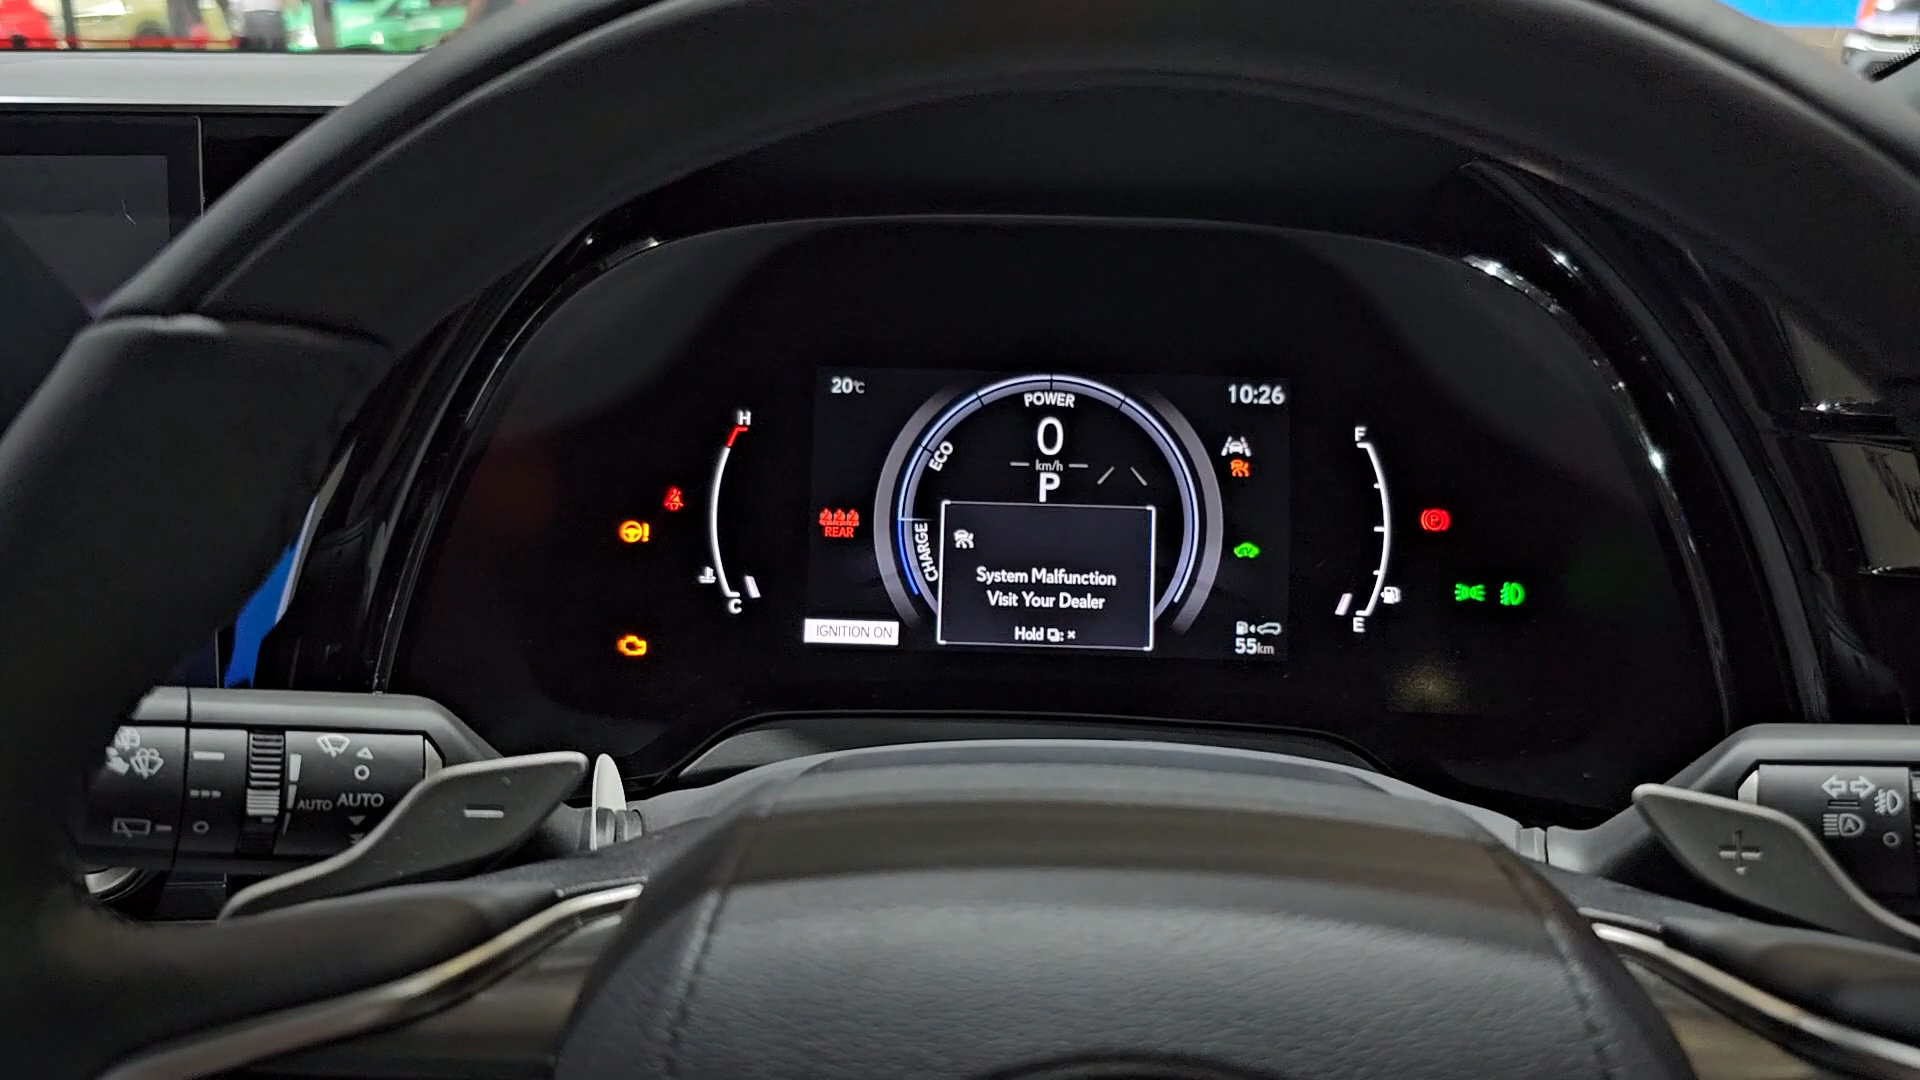 20℃
10:26
POWER
H
F
0
ECO
km/h
P
REAR
CHARGE
System Malfunction
Visit Your Dealer
Hold : ×
IGNITION ON
C
E
55km
AUTO AUTO